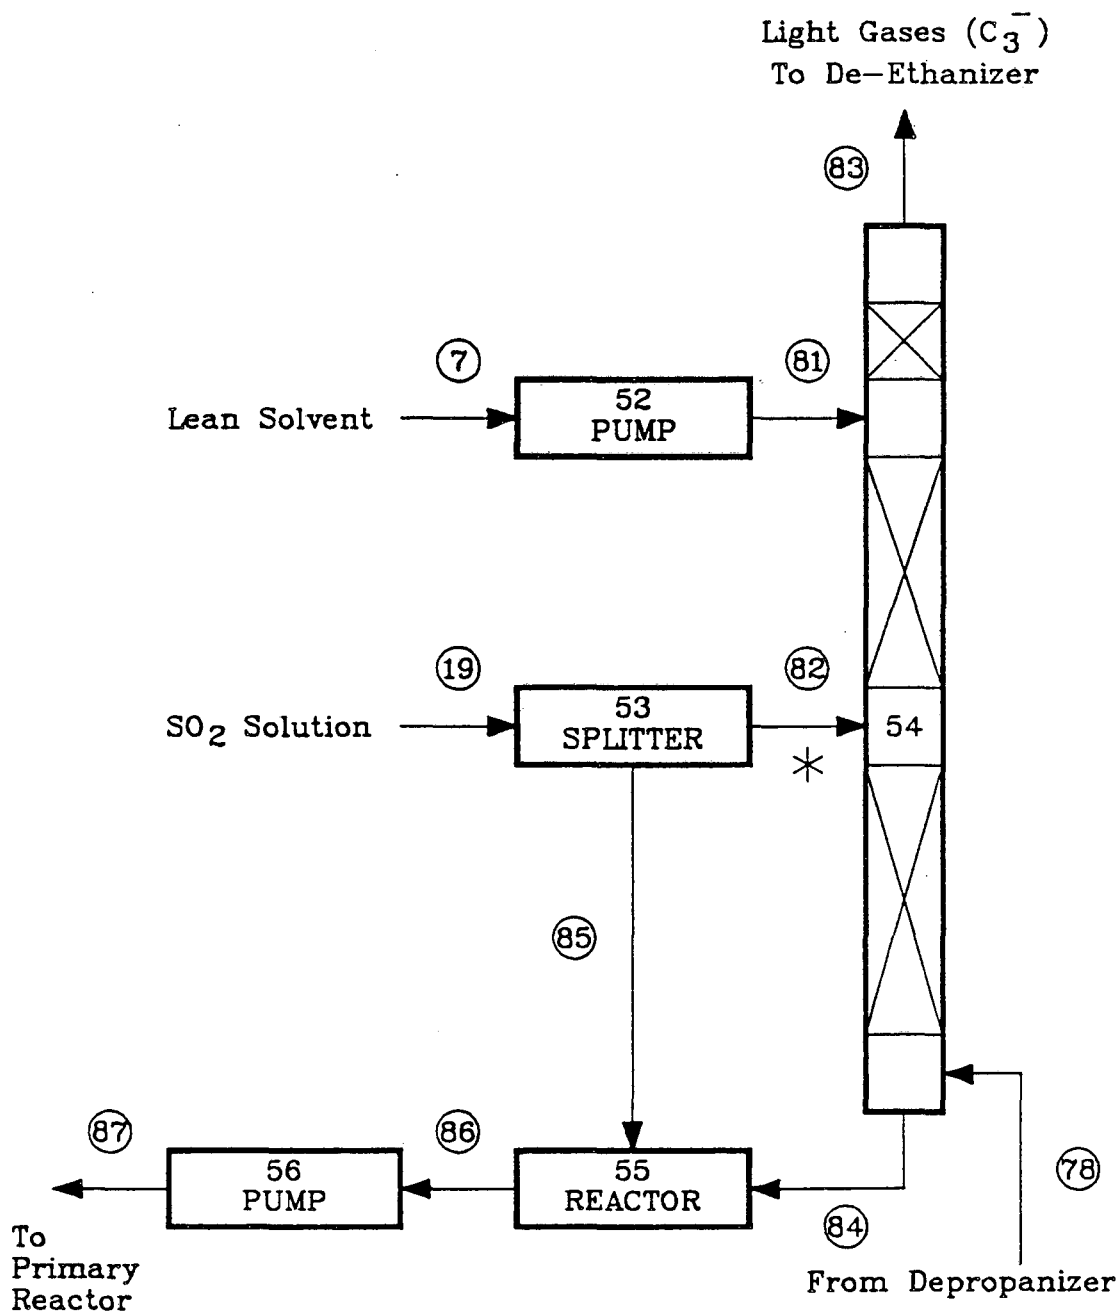 Light Gases (C₃⁻)
To De-Ethanizer
83
7
81
Lean Solvent
52
PUMP
19
82
SO₂ Solution
53
SPLITTER
54
*
85
87
86
56
PUMP
55
REACTOR
78
84
To
Primary
Reactor
From Depropanizer